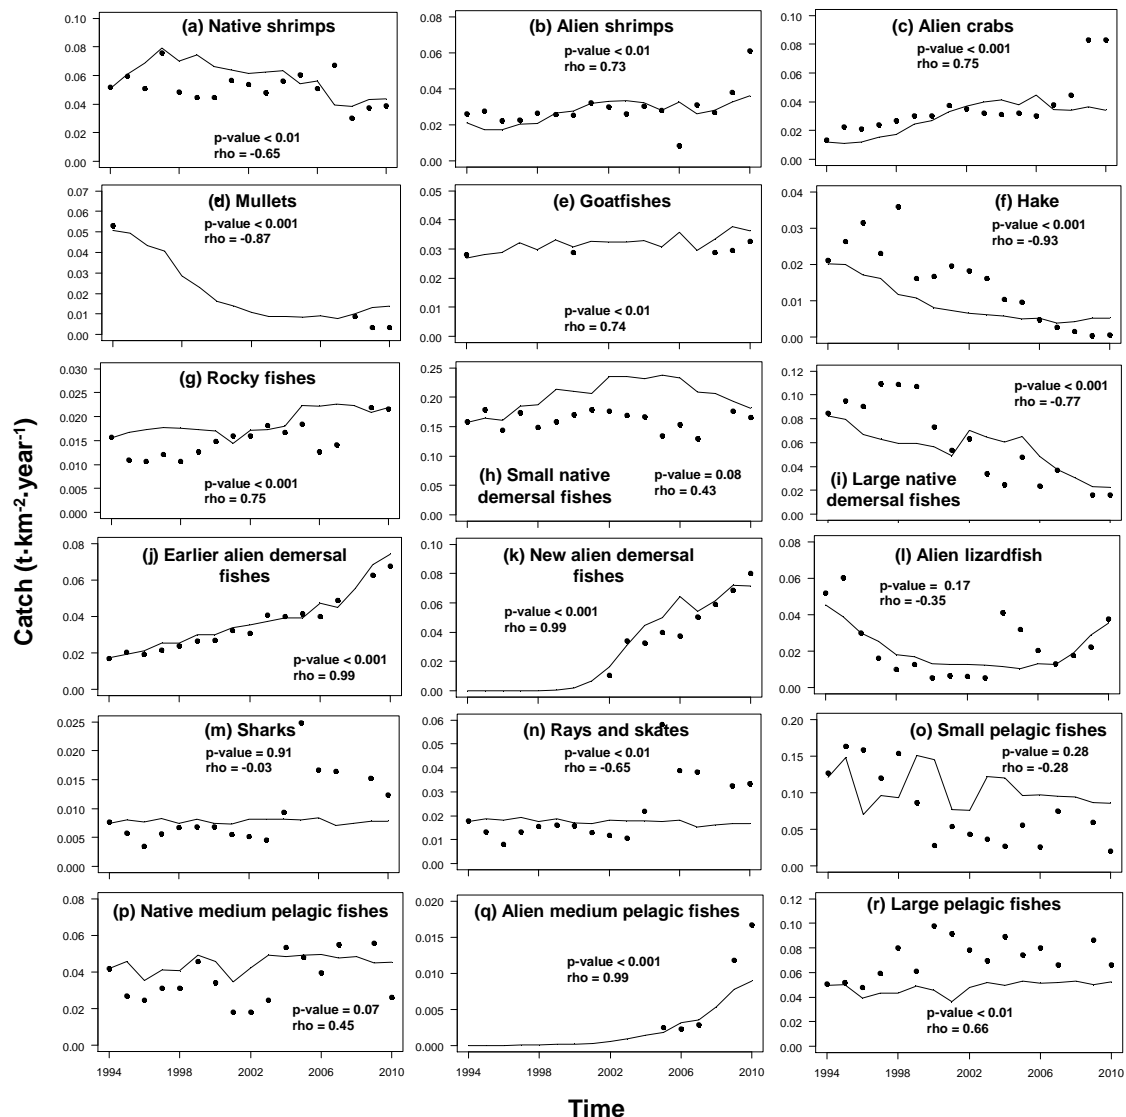 (a) Native shrimps
0.10
0.08
0.06
0.04
0.02
0.00
p-value < 0.01
rho = -0.65
(b) Alien shrimps
0.08
0.06
0.04
0.02
0.00
p-value < 0.01
rho = 0.73
(c) Alien crabs
0.10
0.08
0.06
0.04
0.02
0.00
p-value < 0.001
rho = 0.75
(d) Mullets
0.07
0.06
0.05
0.04
0.03
0.02
0.01
0.00
p-value < 0.001
rho = -0.87
(e) Goatfishes
0.05
0.04
0.03
0.02
0.01
0.00
p-value < 0.01
rho = 0.74
(f) Hake
0.04
0.03
0.02
0.01
0.00
p-value < 0.001
rho = -0.93
(g) Rocky fishes
0.030
0.025
0.020
0.015
0.010
0.005
0.000
p-value < 0.001
rho = 0.75
0.25
0.20
0.15
0.10
0.05
0.00
(h) Small native
demersal fishes
p-value = 0.08
rho = 0.43
0.12
0.10
0.08
0.06
0.04
0.02
0.00
p-value < 0.001
rho = -0.77
(i) Large native
demersal fishes
Catch (t·km-2·year-1)
(j) Earlier alien demersal
fishes
0.08
0.06
0.04
0.02
0.00
p-value < 0.001
rho = 0.99
(k) New alien demersal
fishes
0.10
0.08
0.06
0.04
0.02
0.00
p-value < 0.001
rho = 0.99
(l) Alien lizardfish
0.08
0.06
0.04
0.02
0.00
p-value = 0.17
rho = -0.35
(m) Sharks
0.025
0.020
0.015
0.010
0.005
0.000
p-value = 0.91
rho = -0.03
(n) Rays and skates
0.06
0.05
0.04
0.03
0.02
0.01
0.00
p-value < 0.01
rho = -0.65
(o) Small pelagic fishes
0.20
0.15
0.10
0.05
0.00
p-value = 0.28
rho = -0.28
(p) Native medium pelagic fishes
0.08
0.06
0.04
0.02
0.00
p-value = 0.07
rho = 0.45
1994
1998
2002
2006
2010
(q) Alien medium pelagic fishes
0.020
0.015
0.010
0.005
0.000
p-value < 0.001
rho = 0.99
1994
1998
2002
2006
2010
(r) Large pelagic fishes
0.12
0.10
0.08
0.06
0.04
0.02
0.00
p-value < 0.01
rho = 0.66
1994
1998
2002
2006
2010
Time